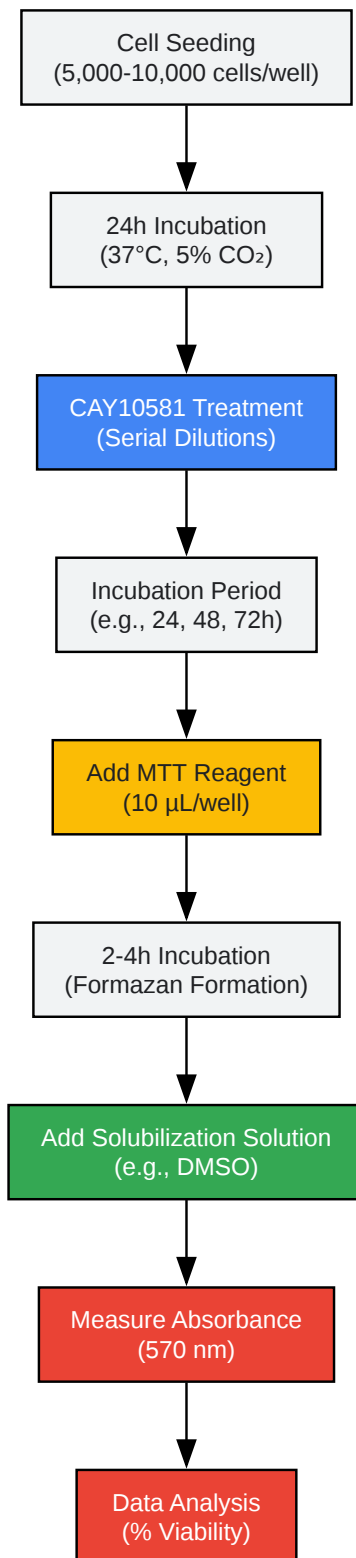 Cell Seeding
(5,000-10,000 cells/well)
24h Incubation
(37°C, 5% CO₂)
CAY10581 Treatment
(Serial Dilutions)
Incubation Period
(e.g., 24, 48, 72h)
Add MTT Reagent
(10 µL/well)
2-4h Incubation
(Formazan Formation)
Add Solubilization Solution
(e.g., DMSO)
Measure Absorbance
(570 nm)
Data Analysis
(% Viability)